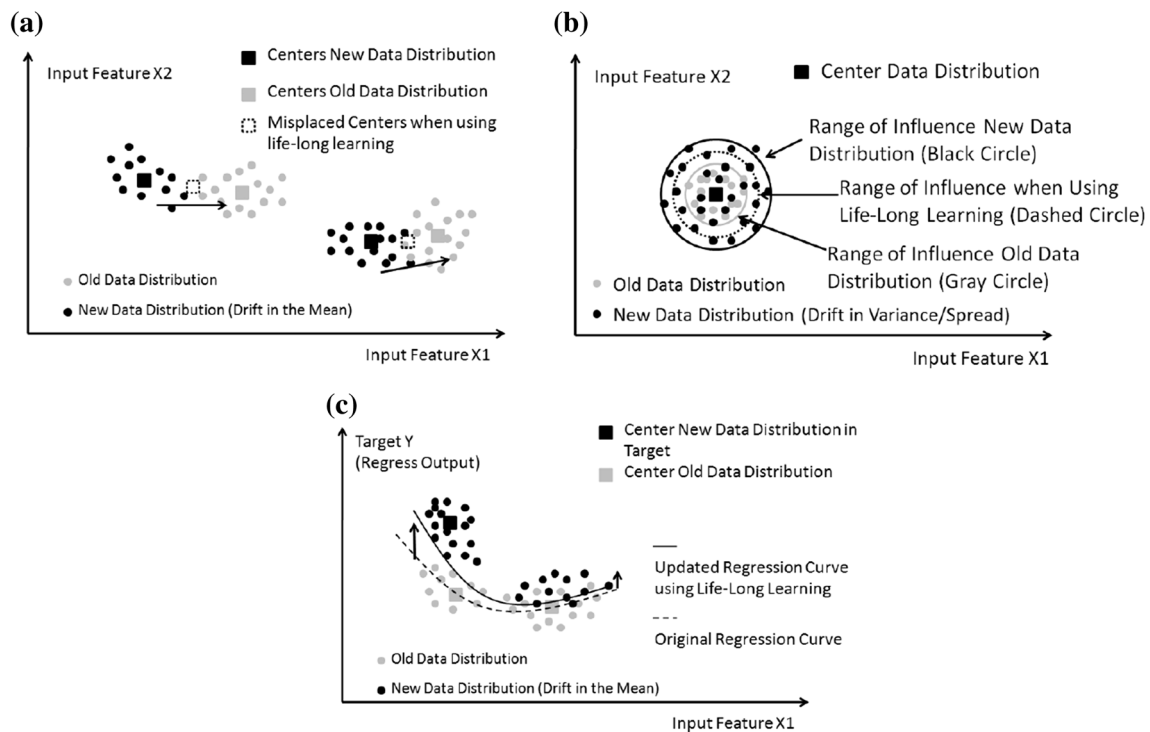 (a)
Input Feature X2
Centers New Data Distribution
Centers Old Data Distribution
Misplaced Centers when using
life-long learning
Old Data Distribution
New Data Distribution (Drift in the Mean)
Input Feature X1
(b)
Input Feature X2
Center Data Distribution
Range of Influence New Data
Distribution (Black Circle)
Range of Influence when Using
Life-Long Learning (Dashed Circle)
Range of Influence Old Data
Distribution (Gray Circle)
Old Data Distribution
New Data Distribution (Drift in Variance/Spread)
Input Feature X1
(c)
Target Y
(Regress Output)
Center New Data Distribution in
Target
Center Old Data Distribution
Updated Regression Curve
using Life-Long Learning
Original Regression Curve
Old Data Distribution
New Data Distribution (Drift in the Mean)
Input Feature X1